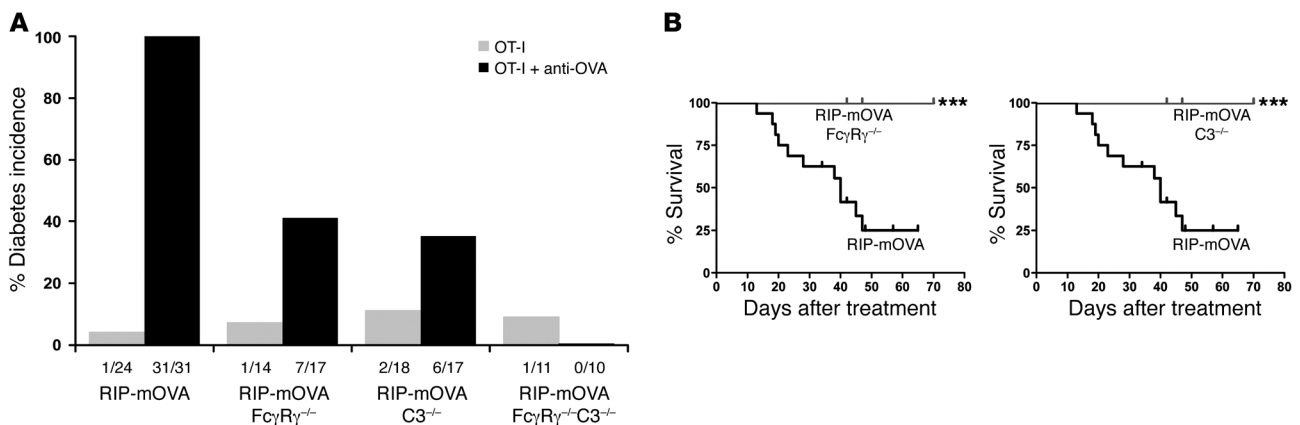 A
% Diabetes incidence
100
80
60
40
20
0
OT-I
OT-I + anti-OVA
1/24 31/31 1/14 7/17 2/18 6/17 1/11 0/10
RIP-mOVA RIP-mOVA RIP-mOVA RIP-mOVA
FcγRγ–/– C3–/– FcγRγ–/–C3–/–
B
% Survival
100
75
50
25
0
***
RIP-mOVA
FcγRγ–/–
RIP-mOVA
0 10 20 30 40 50 60 70 80
Days after treatment
% Survival
100
75
50
25
0
***
RIP-mOVA
C3–/–
RIP-mOVA
0 10 20 30 40 50 60 70 80
Days after treatment